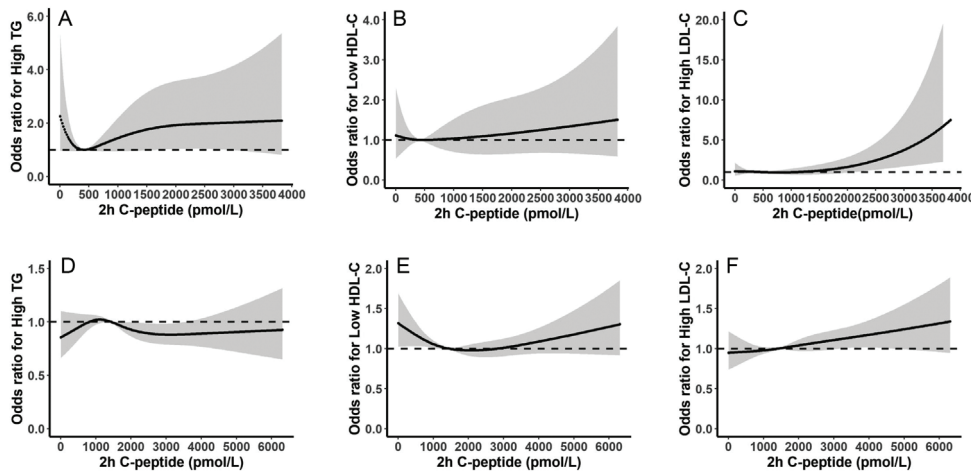 A
Odds ratio for High TG
6.0
4.0
2.0
0.0
0 500 1000 1500 2000 2500 3000 3500 4000
2h C-peptide (pmol/L)
B
Odds ratio for Low HDL-C
4.0
3.0
2.0
1.0
0.0
0 500 1000 1500 2000 2500 3000 3500 4000
2h C-peptide (pmol/L)
C
Odds ratio for High LDL-C
20.0
15.0
10.0
5.0
0.0
0 500 1000 1500 2000 2500 3000 3500 4000
2h C-peptide(pmol/L)
D
Odds ratio for High TG
1.5
1.0
0.5
0.0
0 1000 2000 3000 4000 5000 6000
2h C-peptide (pmol/L)
E
Odds ratio for Low HDL-C
2.0
1.5
1.0
0.5
0.0
0 1000 2000 3000 4000 5000 6000
2h C-peptide (pmol/L)
F
Odds ratio for High LDL-C
2.0
1.5
1.0
0.5
0.0
0 1000 2000 3000 4000 5000 6000
2h C-peptide (pmol/L)